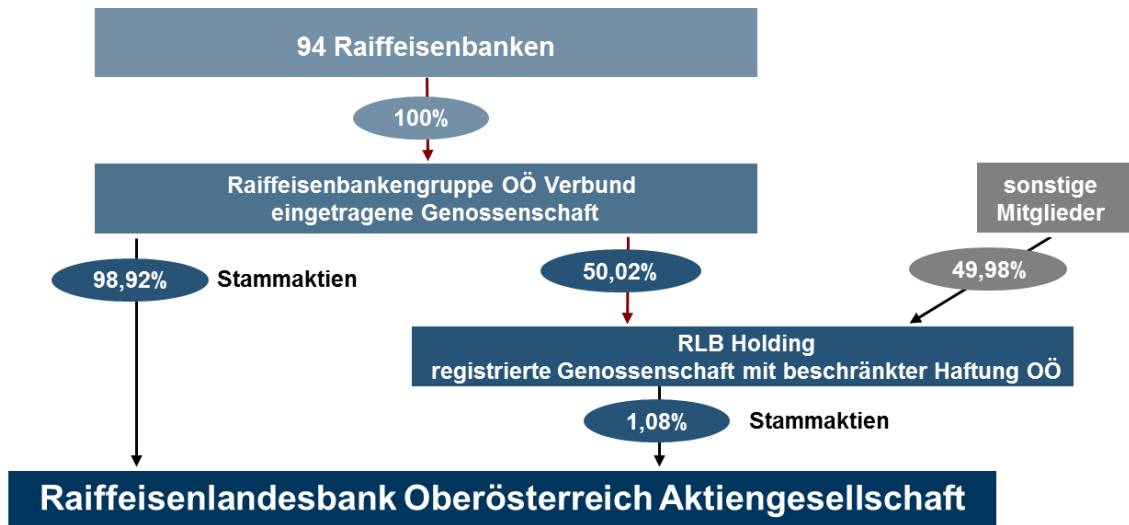 94 Raiffeisenbanken
100%
Raiffeisenbankengruppe OÖ Verbund
eingetragene Genossenschaft
sonstige
Mitglieder
98,92%
Stammaktien
50,02%
49,98%
RLB Holding
registrierte Genossenschaft mit beschränkter Haftung OÖ
1,08%
Stammaktien
Raiffeisenlandesbank Oberösterreich Aktiengesellschaft